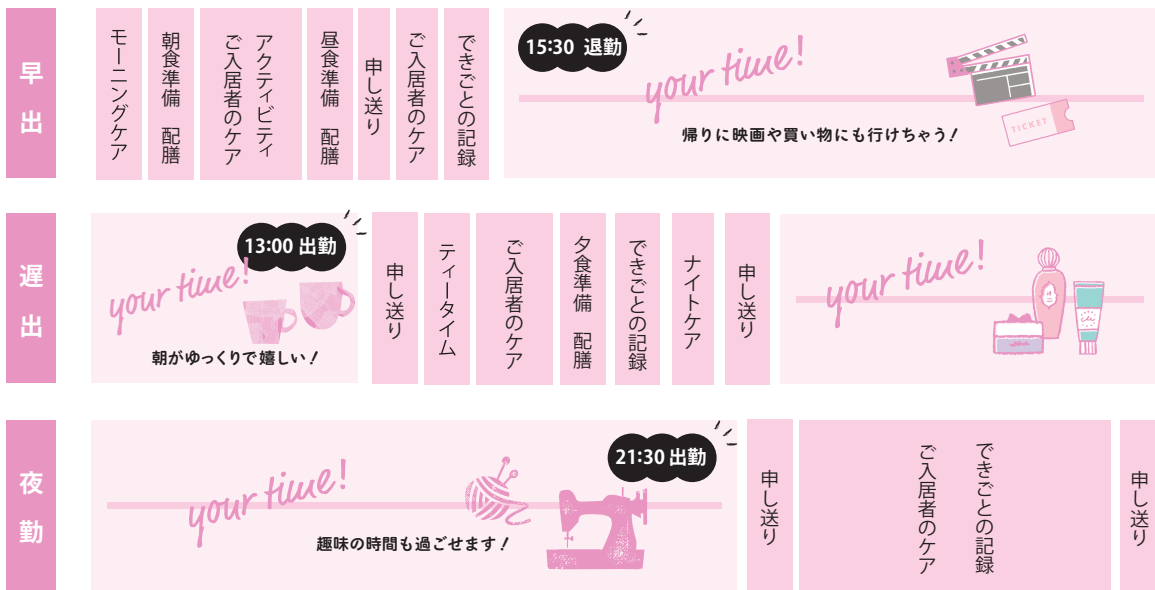 早出
モーニングケア
朝食準備　配膳
アクティビティ
ご入居者のケア
昼食準備　配膳
申し送り
ご入居者のケア
できごとの記録
15:30 退勤
your time!
帰りに映画や買い物にも行けちゃう！
TICKET
遅出
13:00 出勤
your time!
朝がゆっくりで嬉しい！
申し送り
ティータイム
ご入居者のケア
夕食準備　配膳
できごとの記録
ナイトケア
申し送り
your time!
夜勤
21:30 出勤
your time!
趣味の時間も過ごせます！
申し送り
できごとの記録
ご入居者のケア
申し送り